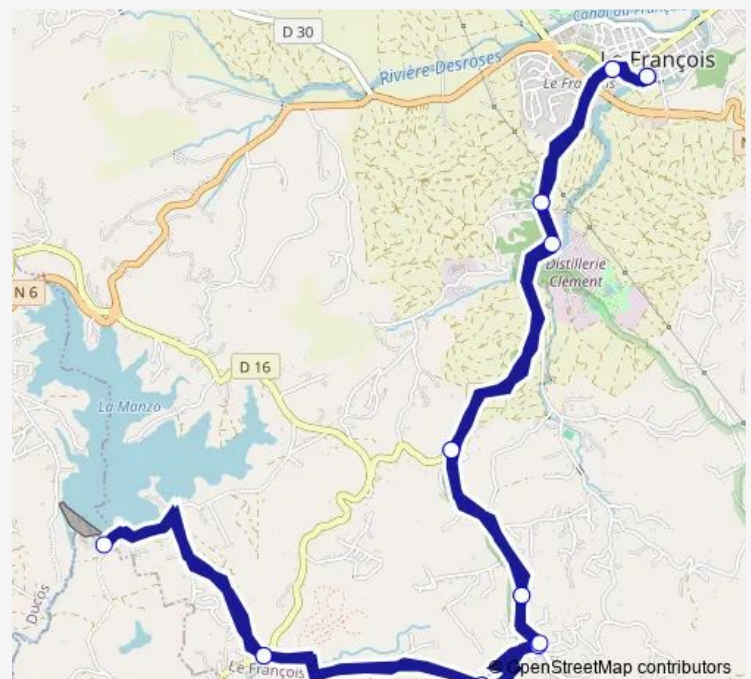 Canal du François
D 30
Le François
Rivière Desroses
Le François
N
Distillerie
Clément
N 6
D 16
La Manzo
Ducos
Le François
© OpenStreetMap contributors